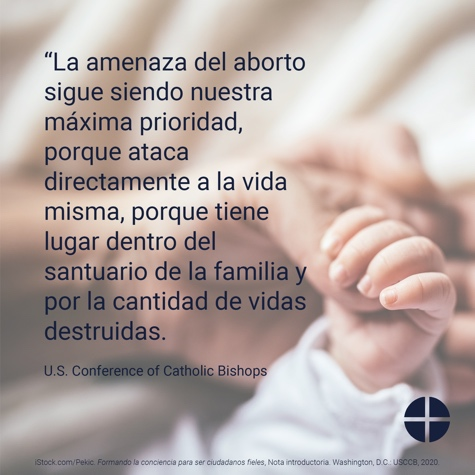 “La amenaza del aborto
sigue siendo nuestra
máxima prioridad,
porque ataca
directamente a la vida
misma, porque tiene
lugar dentro del
santuario de la familia y
por la cantidad de vidas
destruidas.
U.S. Conference of Catholic Bishops
iStock.com/Pekic. Formando la conciencia para ser ciudadanos fieles, Nota introductoria. Washington, D.C.: USCCB, 2020.